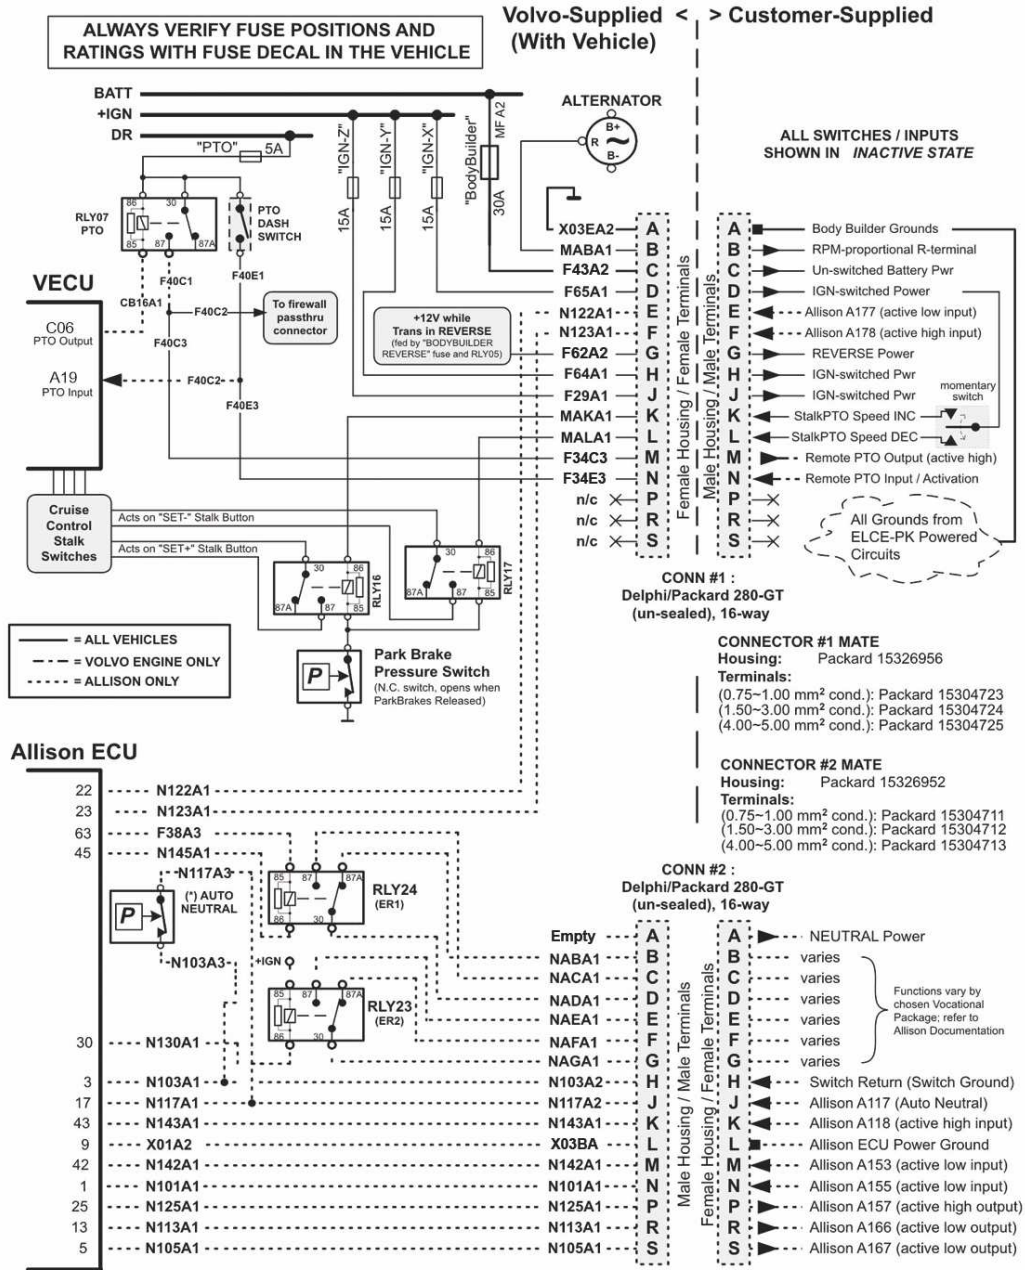 Volvo-Supplied < > Customer-Supplied
(With Vehicle)
ALWAYS VERIFY FUSE POSITIONS AND
RATINGS WITH FUSE DECAL IN THE VEHICLE
BATT
+IGN
DR
"PTO" 5A
"IGN-Z"
15A
"IGN-Y"
15A
"IGN-X"
15A
"BodyBuilder"
MF A2
30A
ALTERNATOR
B+
R
B-
ALL SWITCHES / INPUTS
SHOWN IN INACTIVE STATE
RLY07
PTO
86
30
85
87
87A
PTO
DASH
SWITCH
F40E1
F40C1
CB16A1
F40C2
F40C3
To firewall
passthru
connector
VECU
C06
PTO Output
A19
PTO Input
F40C2
F40E3
+12V while
Trans in REVERSE
(fed by "BODYBUILDER
REVERSE" fuse and RLY05)
X03EA2 A A Body Builder Grounds
MABA1 B B RPM-proportional R-terminal
F43A2 C C Un-switched Battery Pwr
F65A1 D D IGN-switched Power
N122A1 E E Allison A177 (active low input)
N123A1 F F Allison A178 (active high input)
F62A2 G G REVERSE Power
F64A1 H H IGN-switched Pwr
F29A1 J J IGN-switched Pwr
MAKA1 K K StalkPTO Speed INC
MALA1 L L StalkPTO Speed DEC
F34C3 M M Remote PTO Output (active high)
F34E3 N N Remote PTO Input / Activation
n/c P P
n/c R R
n/c S S
Female Housing / Female Terminals
Male Housing / Male Terminals
momentary
switch
All Grounds from
ELCE-PK Powered
Circuits
Cruise
Control
Stalk
Switches
Acts on "SET-" Stalk Button
Acts on "SET+" Stalk Button
30
86
87A
87
85
RLY16
30
86
87A
87
85
RLY17
CONN #1 :
Delphi/Packard 280-GT
(un-sealed), 16-way
= ALL VEHICLES
= VOLVO ENGINE ONLY
= ALLISON ONLY
P
Park Brake
Pressure Switch
(N.C. switch, opens when
ParkBrakes Released)
CONNECTOR #1 MATE
Housing: Packard 15326956
Terminals:
(0.75~1.00 mm² cond.): Packard 15304723
(1.50~3.00 mm² cond.): Packard 15304724
(4.00~5.00 mm² cond.): Packard 15304725
CONNECTOR #2 MATE
Housing: Packard 15326952
Terminals:
(0.75~1.00 mm² cond.): Packard 15304711
(1.50~3.00 mm² cond.): Packard 15304712
(4.00~5.00 mm² cond.): Packard 15304713
Allison ECU
22 N122A1
23 N123A1
63 F38A3
45 N145A1
N117A3
P
(*) AUTO
NEUTRAL
N103A3
85
87
87A
86
30
RLY24
(ER1)
+IGN
85
87
87A
86
30
RLY23
(ER2)
CONN #2 :
Delphi/Packard 280-GT
(un-sealed), 16-way
Empty A A NEUTRAL Power
NABA1 B B varies
NACA1 C C varies
NADA1 D D varies
NAEA1 E E varies
NAFA1 F F varies
NAGA1 G G varies
Functions vary by
chosen Vocational
Package; refer to
Allison Documentation
30 N130A1
3 N103A1 N103A2 H H Switch Return (Switch Ground)
17 N117A1 N117A2 J J Allison A117 (Auto Neutral)
43 N143A1 N143A1 K K Allison A118 (active high input)
9 X01A2 X03BA L L Allison ECU Power Ground
42 N142A1 N142A1 M M Allison A153 (active low input)
1 N101A1 N101A1 N N Allison A155 (active low input)
25 N125A1 N125A1 P P Allison A157 (active high output)
13 N113A1 N113A1 R R Allison A166 (active low output)
5 N105A1 N105A1 S S Allison A167 (active low output)
Male Housing / Male Terminals
Female Housing / Female Terminals